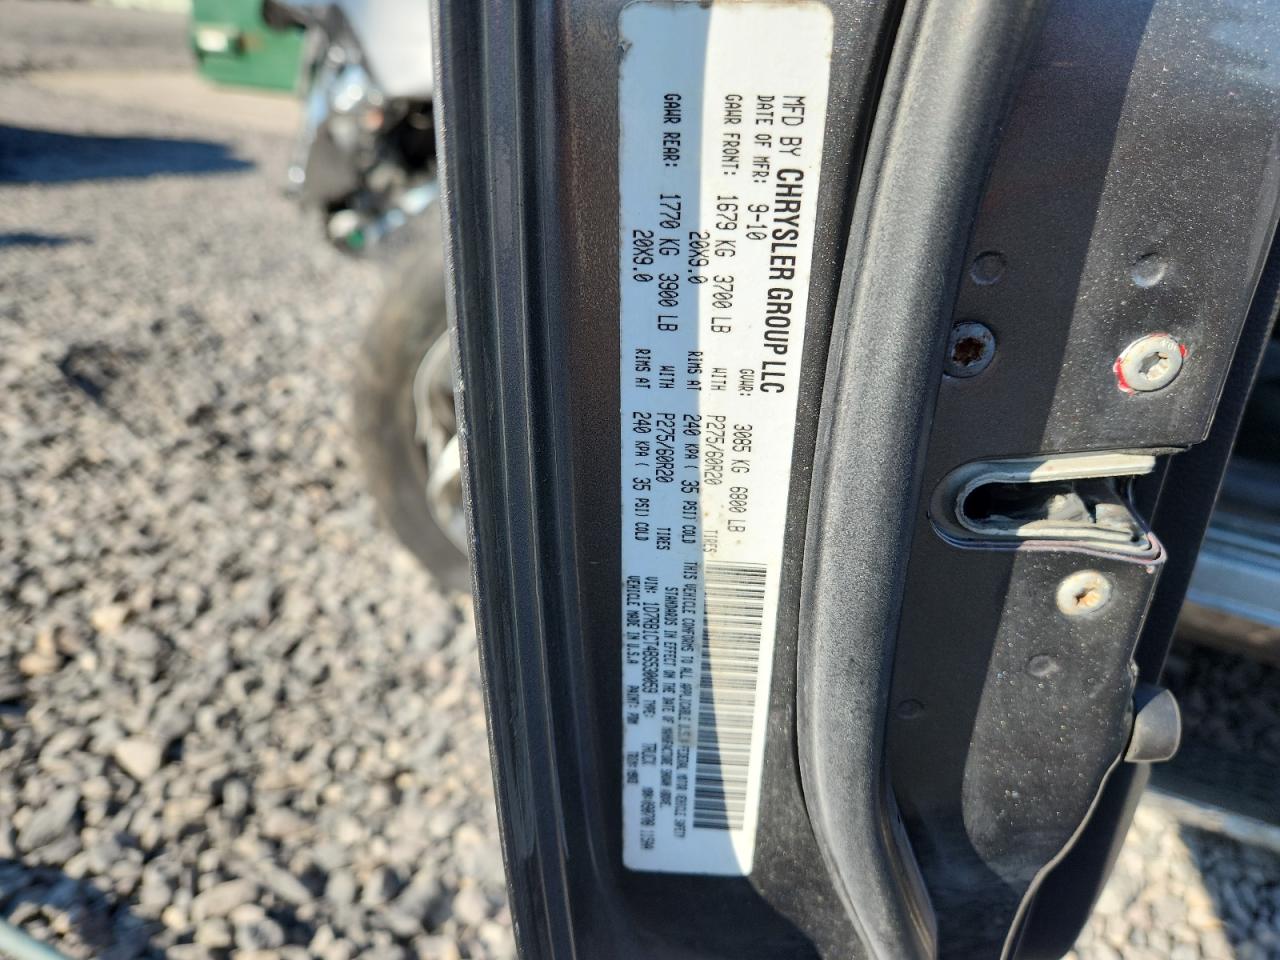 MFD BY CHRYSLER GROUP LLC
DATE OF MFR: 9-10 GVWR: 3085 KG 6800 LB
GAWR FRONT: 1679 KG 3700 LB WITH P275/60R20 TIRES
20X9.0 RIMS AT 240 KPA ( 35 PSI) COLD
GAWR REAR: 1770 KG 3900 LB WITH P275/60R20 TIRES
20X9.0 RIMS AT 240 KPA ( 35 PSI) COLD
THIS VEHICLE CONFORMS TO ALL APPLICABLE U.S.A. FEDERAL MOTOR VEHICLE SAFETY
STANDARDS IN EFFECT ON THE DATE OF MANUFACTURE SHOWN ABOVE.
VIN: 1D7RB1CT4BS530059 TYPE: TRUCK
VEHICLE MADE IN U.S.A PAINT: